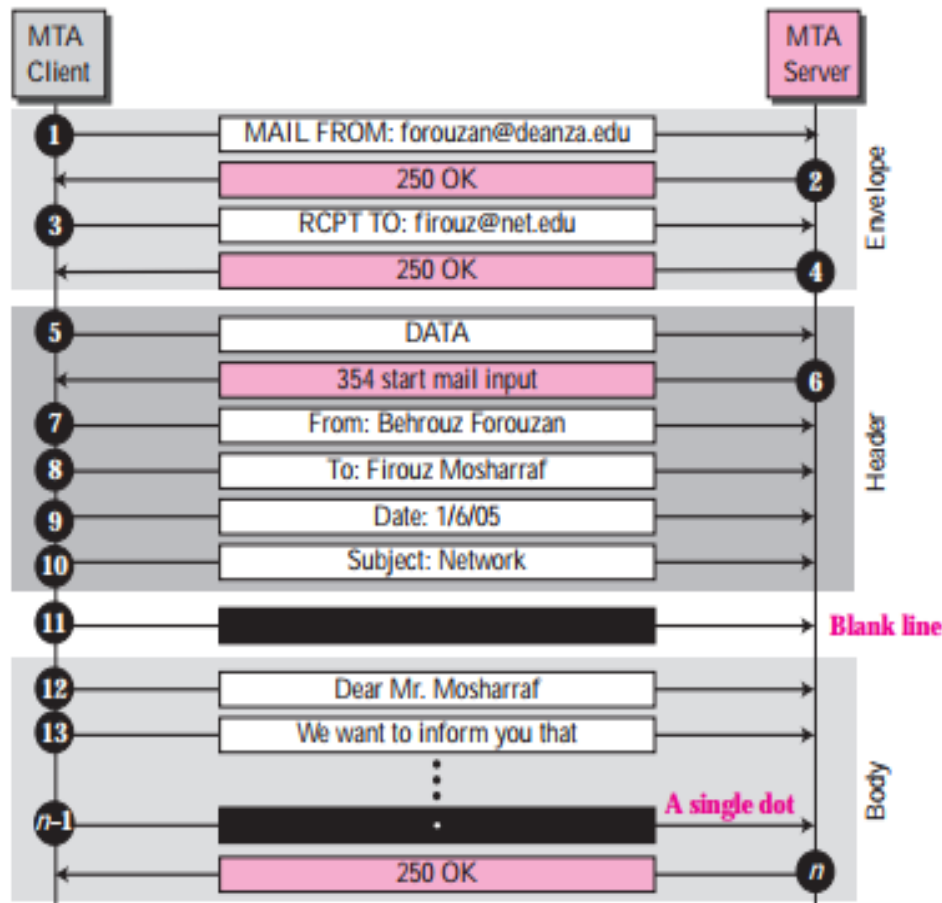 MTA
Client
MTA
Server
1
MAIL FROM: forouzan@deanza.edu
250 OK
2
3
RCPT TO: firouz@net.edu
250 OK
4
Envelope
5
DATA
354 start mail input
6
7
From: Behrouz Forouzan
8
To: Firouz Mosharraf
9
Date: 1/6/05
10
Subject: Network
Header
11
Blank line
12
Dear Mr. Mosharraf
13
We want to inform you that
A single dot
n–1
.
250 OK
n
Body